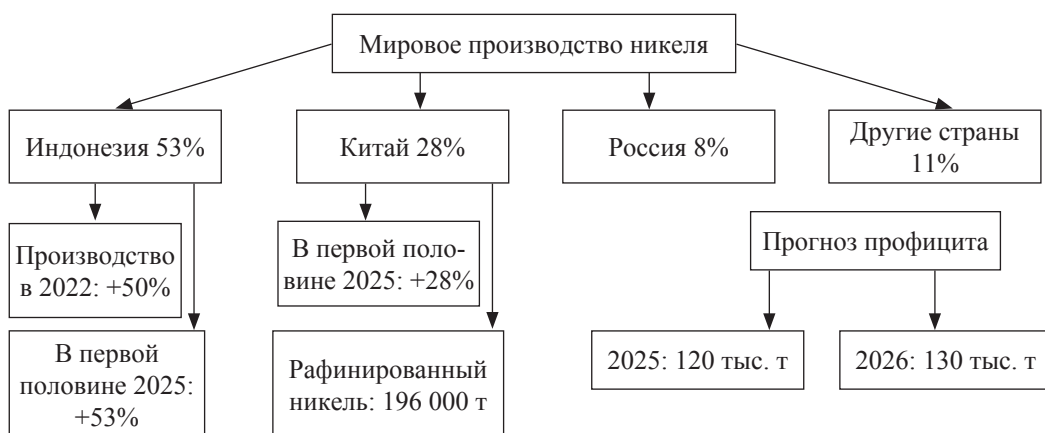 Мировое производство никеля
Индонезия 53%
Китай 28%
Россия 8%
Другие страны
11%
Производство
в 2022: +50%
В первой
половине 2025:
+53%
В первой поло-
вине 2025: +28%
Рафинированный
никель: 196 000 т
Прогноз профицита
2025: 120 тыс. т
2026: 130 тыс. т